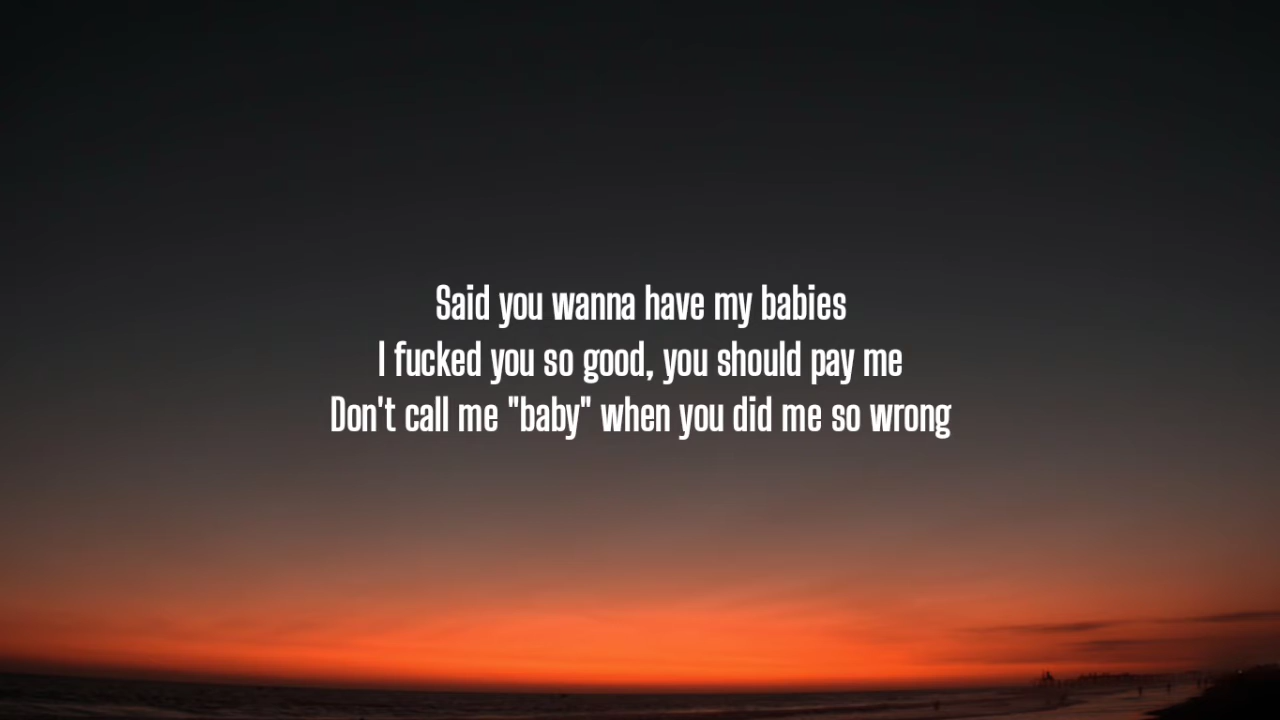 Said you wanna have my babies
I fucked you so good, you should pay me
Don't call me "baby" when you did me so wrong